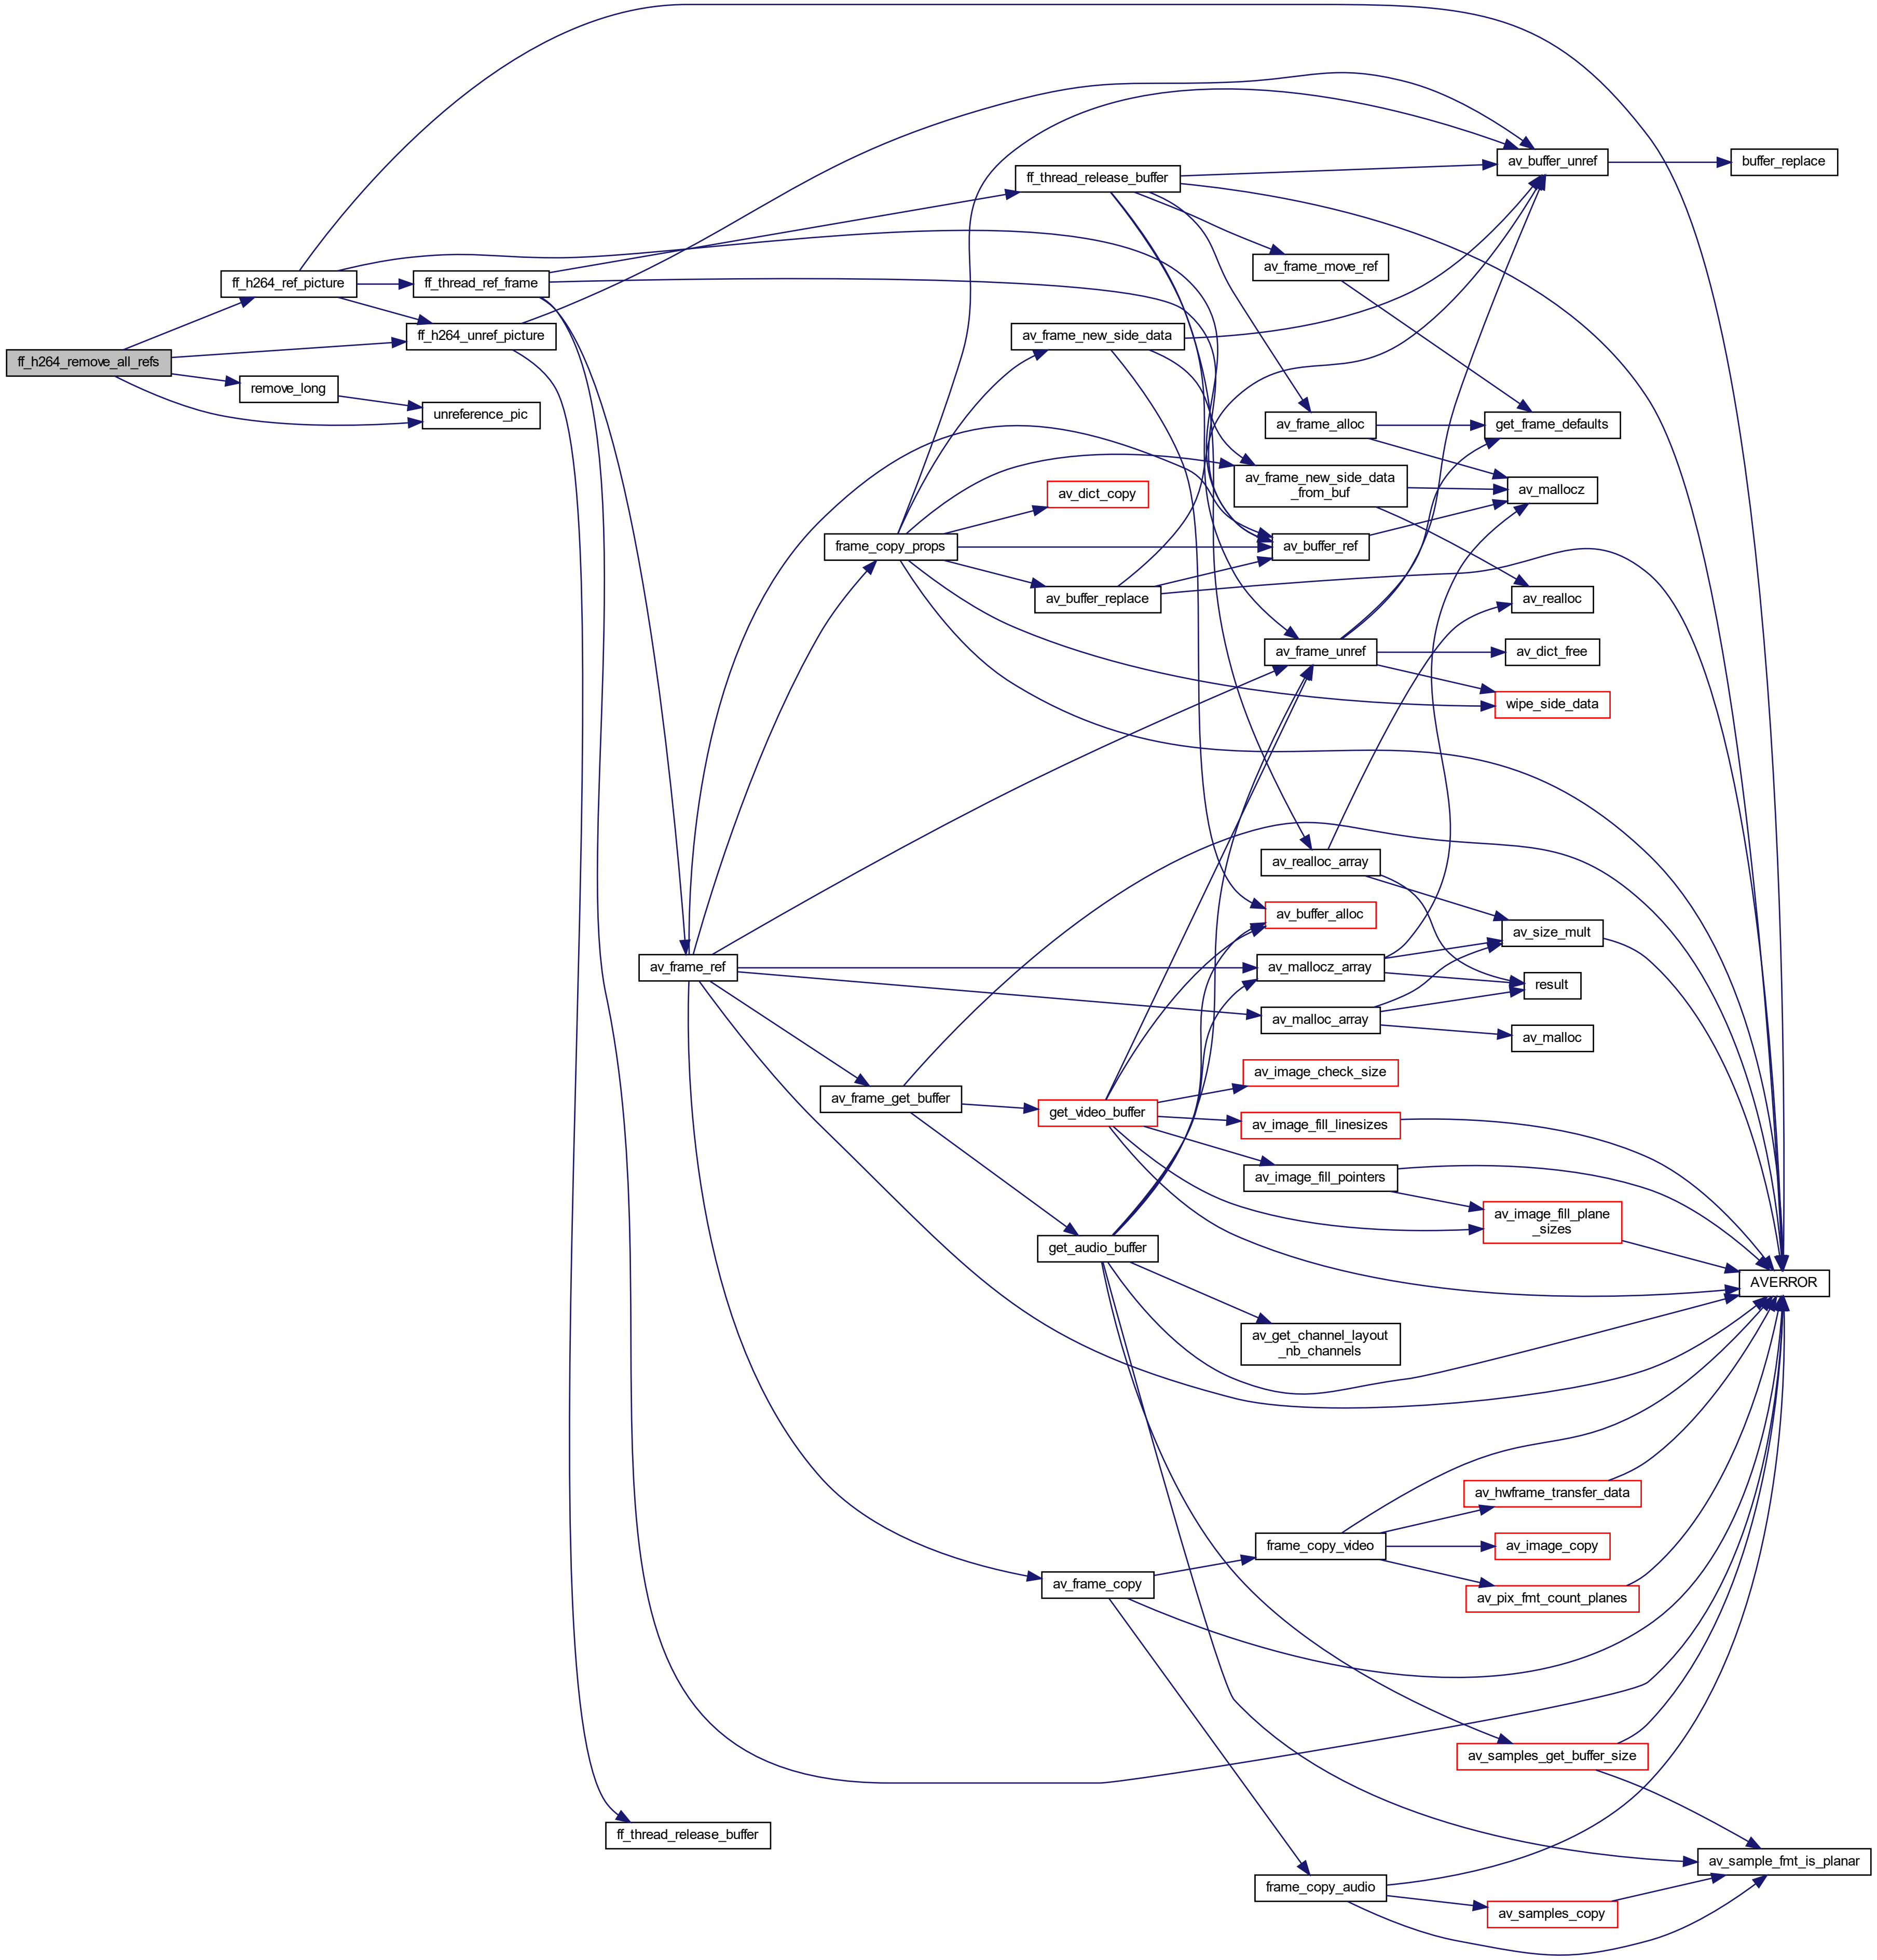 av_buffer_unref
buffer_replace
ff_thread_release_buffer
av_frame_move_ref
ff_h264_ref_picture
ff_thread_ref_frame
ff_h264_unref_picture
av_frame_new_side_data
ff_h264_remove_all_refs
remove_long
unreference_pic
av_frame_alloc
get_frame_defaults
av_dict_copy
av_frame_new_side_data
_from_buf
av_mallocz
frame_copy_props
av_buffer_ref
av_buffer_replace
av_realloc
av_frame_unref
av_dict_free
wipe_side_data
av_realloc_array
av_buffer_alloc
av_size_mult
av_frame_ref
av_mallocz_array
result
av_malloc_array
av_malloc
av_image_check_size
av_frame_get_buffer
get_video_buffer
av_image_fill_linesizes
av_image_fill_pointers
av_image_fill_plane
_sizes
get_audio_buffer
AVERROR
av_get_channel_layout
_nb_channels
av_hwframe_transfer_data
frame_copy_video
av_image_copy
av_frame_copy
av_pix_fmt_count_planes
av_samples_get_buffer_size
ff_thread_release_buffer
av_sample_fmt_is_planar
frame_copy_audio
av_samples_copy